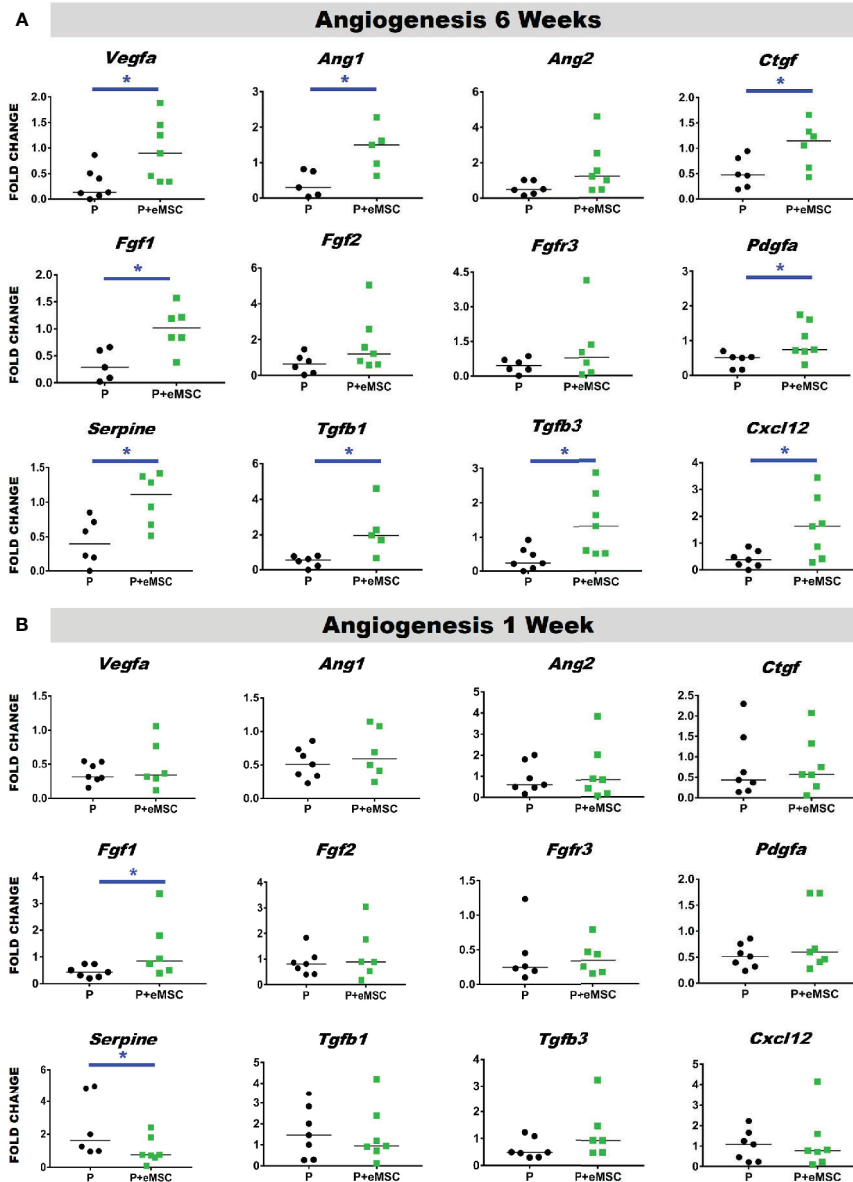 A
Angiogenesis 6 Weeks
Vegfa Ang1 Ang2 Ctgf
* * *
FOLD CHANGE
2.0 1.5 1.0 0.5 0.0
3 2 1 0
6 4 2 0
2.0 1.5 1.0 0.5 0.0
P P+eMSC P P+eMSC P P+eMSC P P+eMSC
Fgf1 Fgf2 Fgfr3 Pdgfa
* *
FOLD CHANGE
2.0 1.5 1.0 0.5 0.0
6 4 2 0
4.5 3.0 1.5 0.0
3 2 1 0
P P+eMSC P P+eMSC P P+eMSC P P+eMSC
Serpine Tgfb1 Tgfb3 Cxcl12
* * * *
FOLD CHANGE
1.5 1.0 0.5 0.0
6 4 2 0
3 2 1 0
4 3 2 1 0
P P+eMSC P P+eMSC P P+eMSC P P+eMSC
B
Angiogenesis 1 Week
Vegfa Ang1 Ang2 Ctgf
FOLD CHANGE
1.5 1.0 0.5 0.0
1.5 1.0 0.5 0.0
5 4 3 2 1 0
2.5 2.0 1.5 1.0 0.5 0.0
P P+eMSC P P+eMSC P P+eMSC P P+eMSC
Fgf1 Fgf2 Fgfr3 Pdgfa
*
FOLD CHANGE
4 3 2 1 0
4 3 2 1 0
1.5 1.0 0.5 0.0
2.0 1.5 1.0 0.5 0.0
P P+eMSC P P+eMSC P P+eMSC P P+eMSC
Serpine Tgfb1 Tgfb3 Cxcl12
*
FOLD CHANGE
6 4 2 0
5 4 3 2 1 0
4 3 2 1 0
5 4 3 2 1 0
P P+eMSC P P+eMSC P P+eMSC P P+eMSC